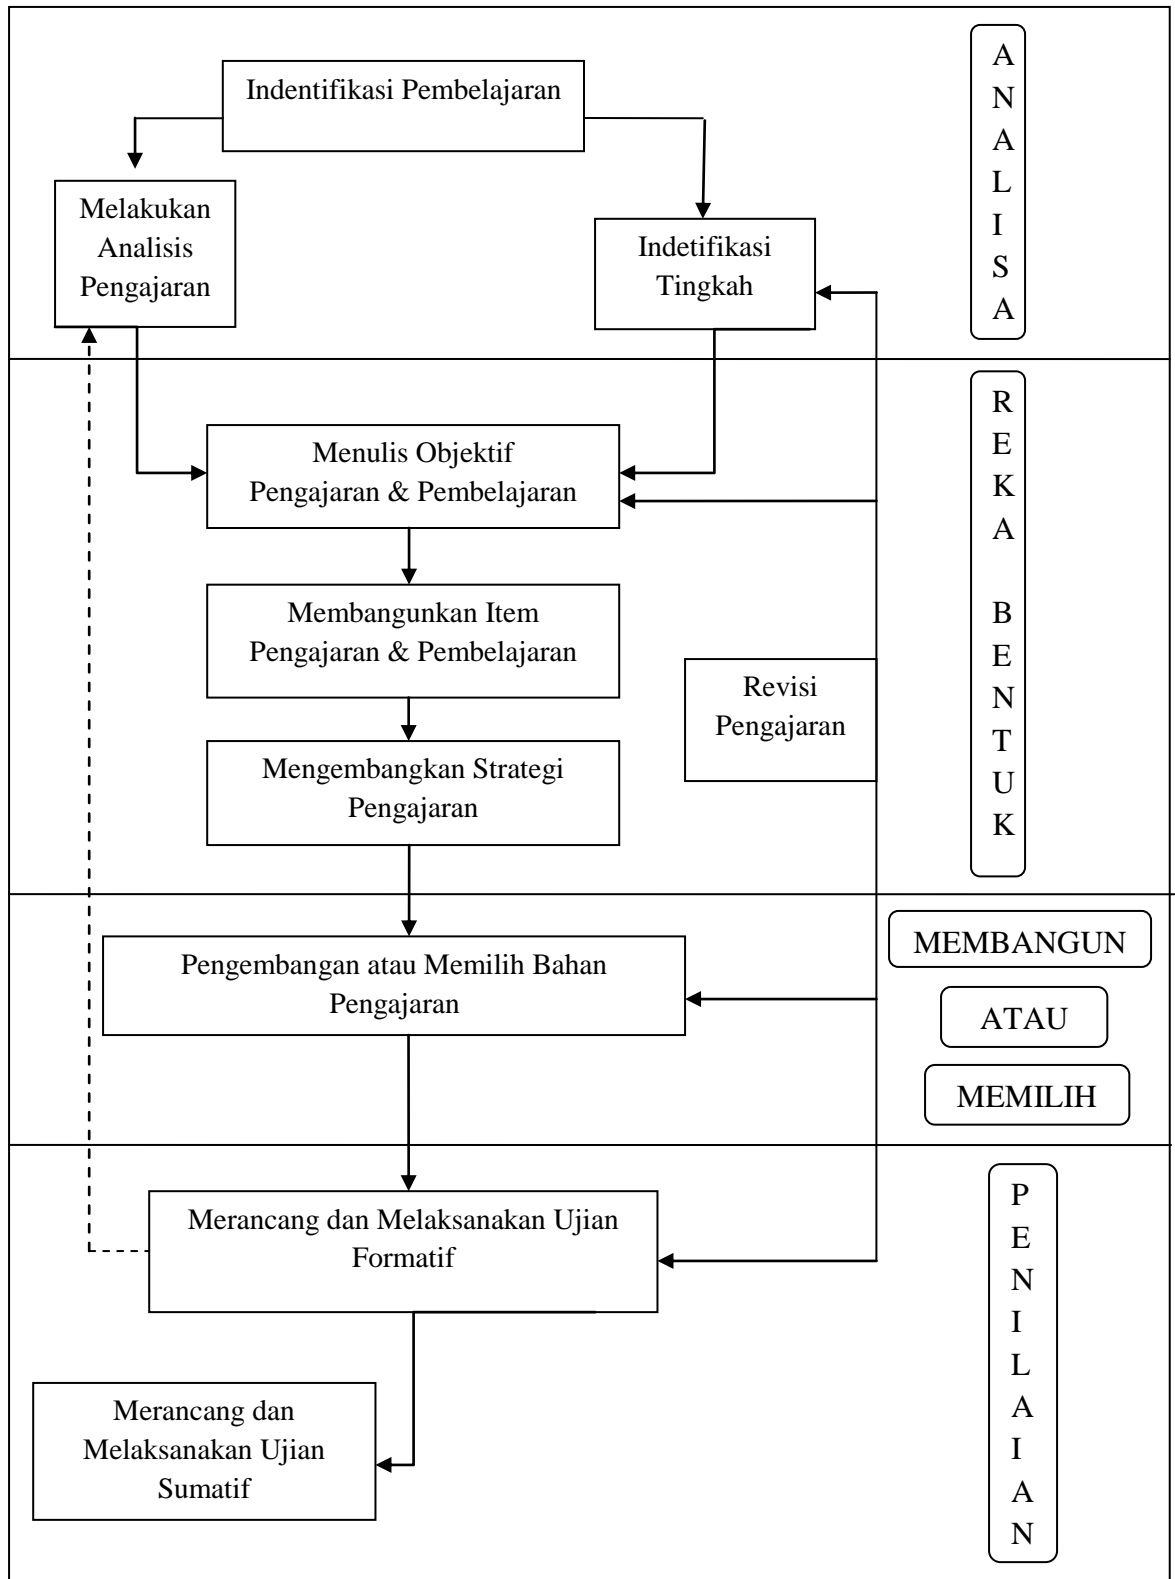 Indentifikasi Pembelajaran
Melakukan
Analisis
Pengajaran
Indetifikasi
Tingkah
A
N
A
L
I
S
A
Menulis Objektif
Pengajaran & Pembelajaran
Membangunkan Item
Pengajaran & Pembelajaran
Mengembangkan Strategi
Pengajaran
Revisi
Pengajaran
R
E
K
A
B
E
N
T
U
K
Pengembangan atau Memilih Bahan
Pengajaran
MEMBANGUN
ATAU
MEMILIH
Merancang dan Melaksanakan Ujian
Formatif
Merancang dan
Melaksanakan Ujian
Sumatif
P
E
N
I
L
A
I
A
N